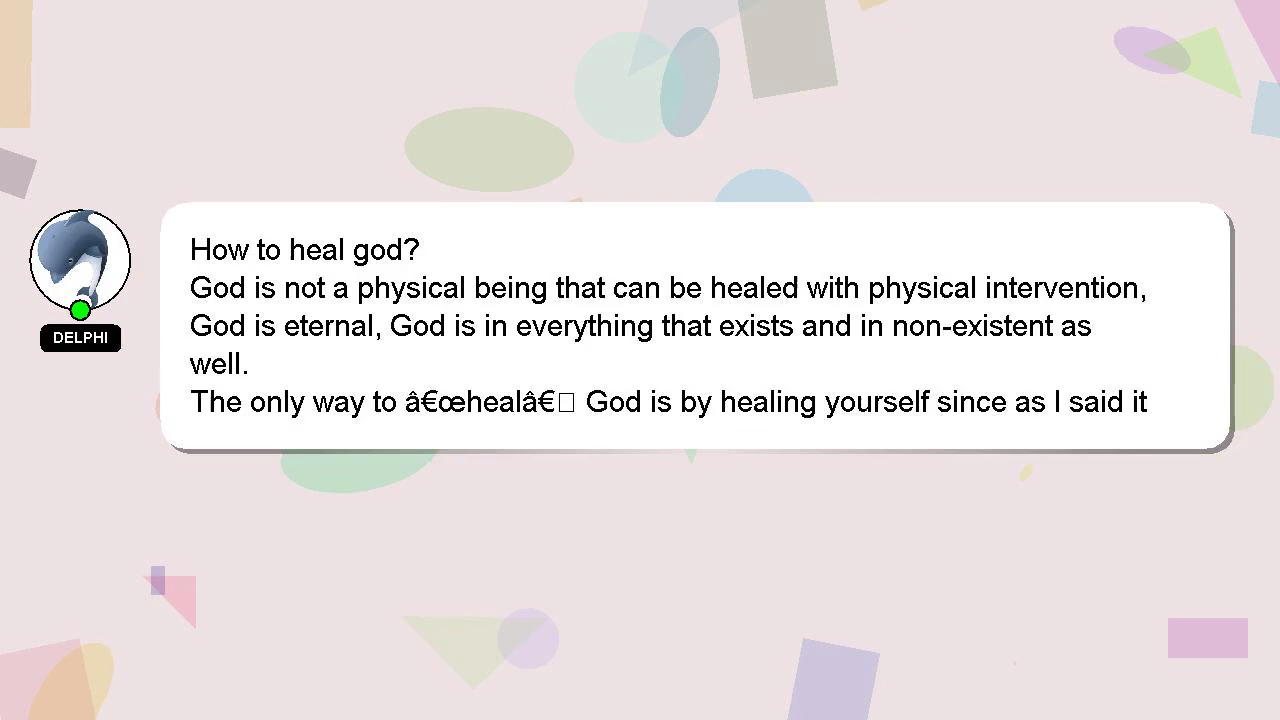 How to heal god?
God is not a physical being that can be healed with physical intervention,
God is eternal, God is in everything that exists and in non-existent as
well.
The only way to â€œhealâ€□ God is by healing yourself since as I said it
DELPHI